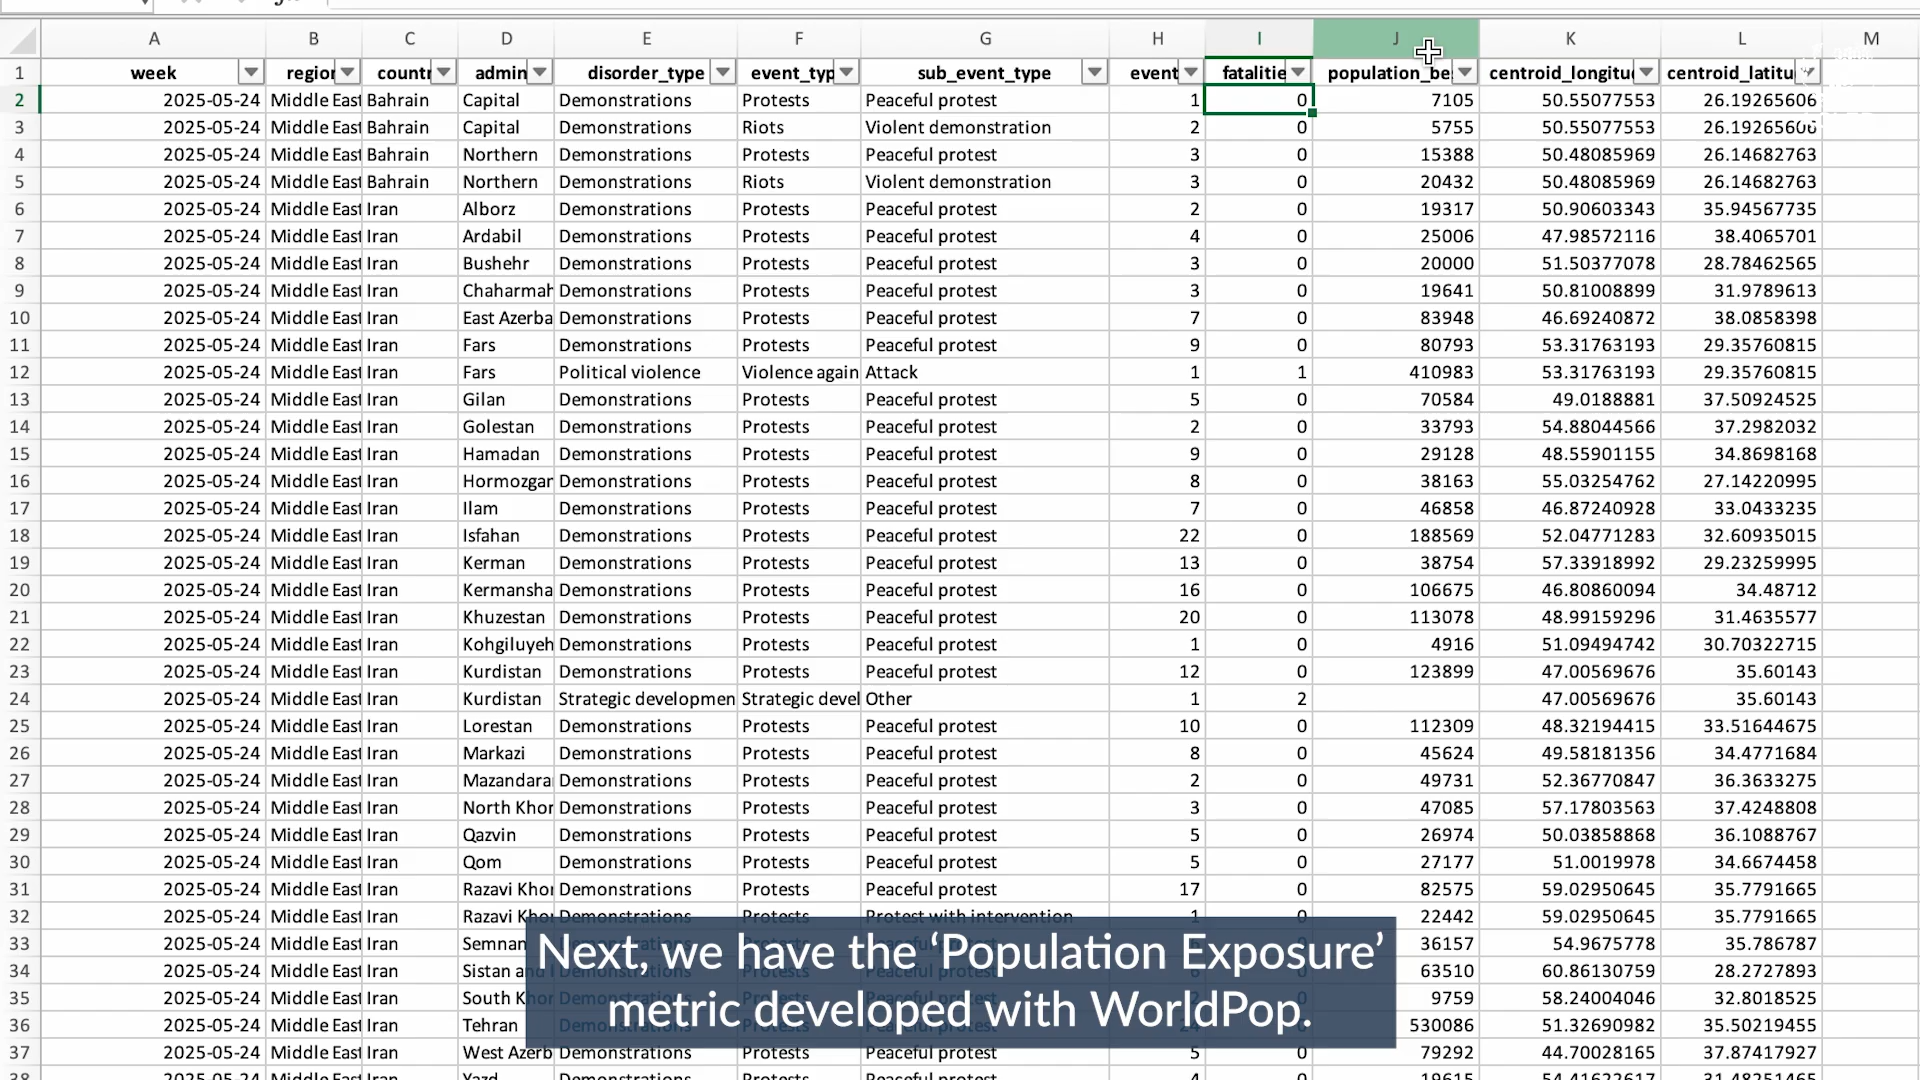 A B C D E F G H I J K L M
1 week region countr admin disorder_type event_typ sub_event_type event fatalitie population_be centroid_longitu centroid_latitu
2 2025-05-24 Middle East Bahrain Capital Demonstrations Protests Peaceful protest 1 0 7105 50.55077553 26.19265606
3 2025-05-24 Middle East Bahrain Capital Demonstrations Riots Violent demonstration 2 0 5755 50.55077553 26.19265606
4 2025-05-24 Middle East Bahrain Northern Demonstrations Protests Peaceful protest 3 0 15388 50.48085969 26.14682763
5 2025-05-24 Middle East Bahrain Northern Demonstrations Riots Violent demonstration 3 0 20432 50.48085969 26.14682763
6 2025-05-24 Middle East Iran Alborz Demonstrations Protests Peaceful protest 2 0 19317 50.90603343 35.94567735
7 2025-05-24 Middle East Iran Ardabil Demonstrations Protests Peaceful protest 4 0 25006 47.98572116 38.4065701
8 2025-05-24 Middle East Iran Bushehr Demonstrations Protests Peaceful protest 3 0 20000 51.50377078 28.78462565
9 2025-05-24 Middle East Iran Chaharmah Demonstrations Protests Peaceful protest 3 0 19641 50.81008899 31.9789613
10 2025-05-24 Middle East Iran East Azerba Demonstrations Protests Peaceful protest 7 0 83948 46.69240872 38.0858398
11 2025-05-24 Middle East Iran Fars Demonstrations Protests Peaceful protest 9 0 80793 53.31763193 29.35760815
12 2025-05-24 Middle East Iran Fars Political violence Violence again Attack 1 1 410983 53.31763193 29.35760815
13 2025-05-24 Middle East Iran Gilan Demonstrations Protests Peaceful protest 5 0 70584 49.0188881 37.50924525
14 2025-05-24 Middle East Iran Golestan Demonstrations Protests Peaceful protest 2 0 33793 54.88044566 37.2982032
15 2025-05-24 Middle East Iran Hamadan Demonstrations Protests Peaceful protest 9 0 29128 48.55901155 34.8698168
16 2025-05-24 Middle East Iran Hormozgan Demonstrations Protests Peaceful protest 8 0 38163 55.03254762 27.14220995
17 2025-05-24 Middle East Iran Ilam Demonstrations Protests Peaceful protest 7 0 46858 46.87240928 33.0433235
18 2025-05-24 Middle East Iran Isfahan Demonstrations Protests Peaceful protest 22 0 188569 52.04771283 32.60935015
19 2025-05-24 Middle East Iran Kerman Demonstrations Protests Peaceful protest 13 0 38754 57.33918992 29.23259995
20 2025-05-24 Middle East Iran Kermansha Demonstrations Protests Peaceful protest 16 0 106675 46.80860094 34.48712
21 2025-05-24 Middle East Iran Khuzestan Demonstrations Protests Peaceful protest 20 0 113078 48.99159296 31.4635577
22 2025-05-24 Middle East Iran Kohgiluyeh Demonstrations Protests Peaceful protest 1 0 4916 51.09494742 30.70322715
23 2025-05-24 Middle East Iran Kurdistan Demonstrations Protests Peaceful protest 12 0 123899 47.00569676 35.60143
24 2025-05-24 Middle East Iran Kurdistan Strategic developmen Strategic devel Other 1 2 47.00569676 35.60143
25 2025-05-24 Middle East Iran Lorestan Demonstrations Protests Peaceful protest 10 0 112309 48.32194415 33.51644675
26 2025-05-24 Middle East Iran Markazi Demonstrations Protests Peaceful protest 8 0 45624 49.58181356 34.4771684
27 2025-05-24 Middle East Iran Mazandara Demonstrations Protests Peaceful protest 2 0 49731 52.36770847 36.3633275
28 2025-05-24 Middle East Iran North Khor Demonstrations Protests Peaceful protest 3 0 47085 57.17803563 37.4248808
29 2025-05-24 Middle East Iran Qazvin Demonstrations Protests Peaceful protest 5 0 26974 50.03858868 36.1088767
30 2025-05-24 Middle East Iran Qom Demonstrations Protests Peaceful protest 5 0 27177 51.0019978 34.6674458
31 2025-05-24 Middle East Iran Razavi Khor Demonstrations Protests Peaceful protest 17 0 82575 59.02950645 35.7791665
32 2025-05-24 Middle East Iran Razavi Khor Demonstrations Protests Protest with intervention 1 0 22442 59.02950645 35.7791665
33 2025-05-24 Middle East Iran Semnan 36157 54.9675778 35.786787
34 2025-05-24 Middle East Iran Sistan and 63510 60.86130759 28.2727893
35 2025-05-24 Middle East Iran South Khor 9759 58.24004046 32.8018525
36 2025-05-24 Middle East Iran Tehran 530086 51.32690982 35.50219455
37 2025-05-24 Middle East Iran West Azerb Demonstrations Protests Peaceful protest 5 0 79292 44.70028165 37.87417927
Next, we have the ‘Population Exposure’
metric developed with WorldPop.